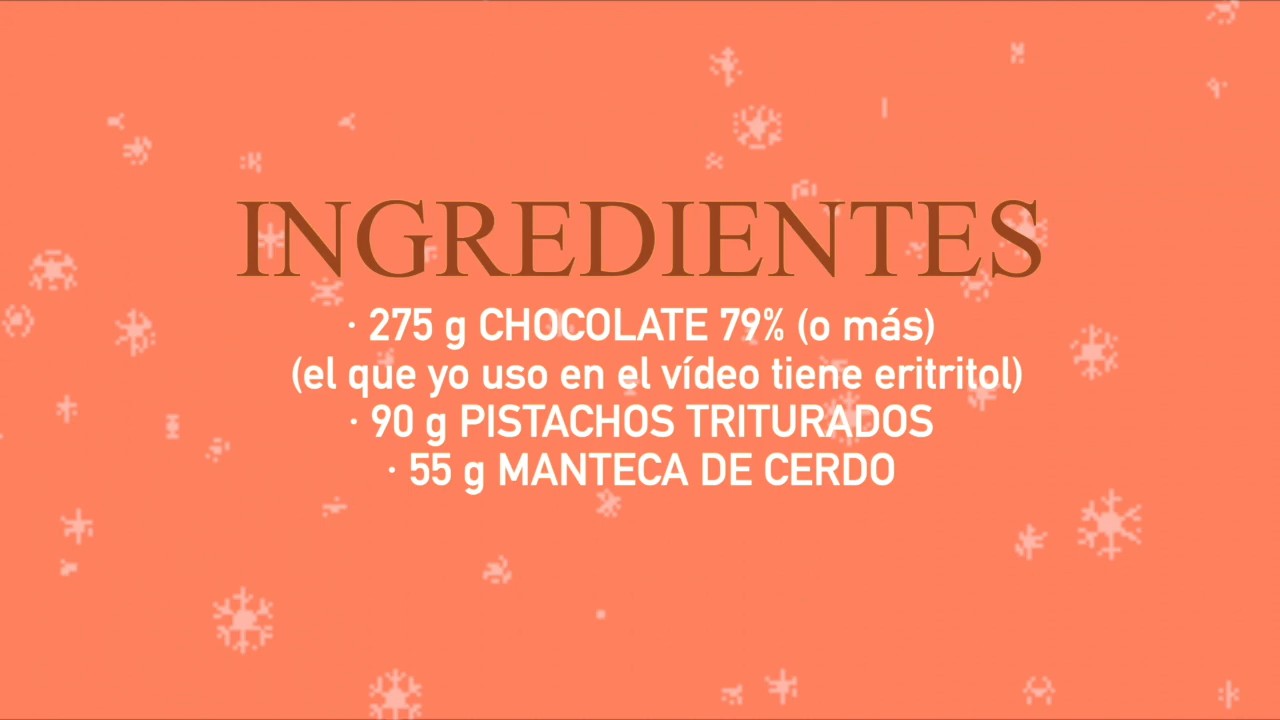 INGREDIENTES
· 275 g CHOCOLATE 79% (o más)
(el que yo uso en el vídeo tiene eritritol)
· 90 g PISTACHOS TRITURADOS
· 55 g MANTECA DE CERDO